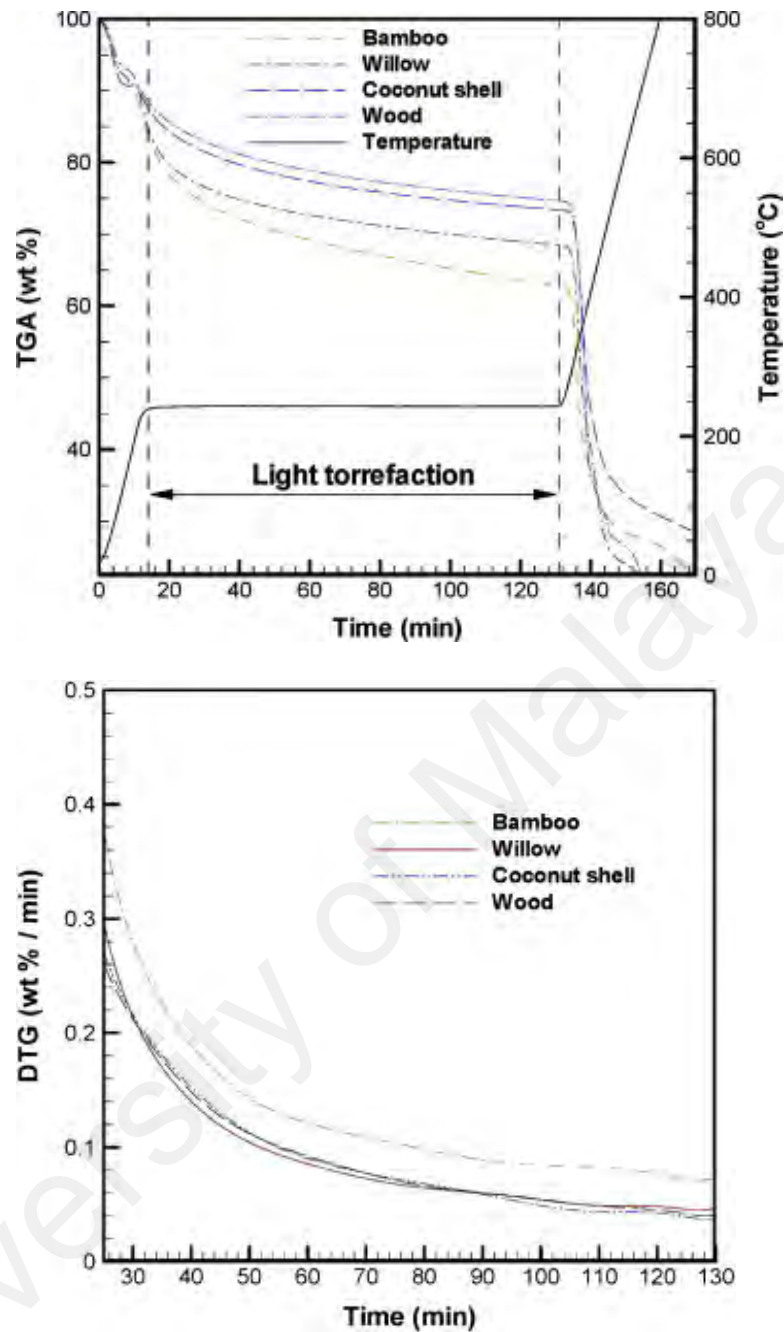 100
80
60
40
TGA (wt %)
800
600
400
200
0
Temperature (°C)
Bamboo
Willow
Coconut shell
Wood
Temperature
Light torrefaction
0 20 40 60 80 100 120 140 160
Time (min)
0.5
0.4
0.3
0.2
0.1
0
DTG (wt % / min)
Bamboo
Willow
Coconut shell
Wood
30 40 50 60 70 80 90 100 110 120 130
Time (min)
versity of Malaya